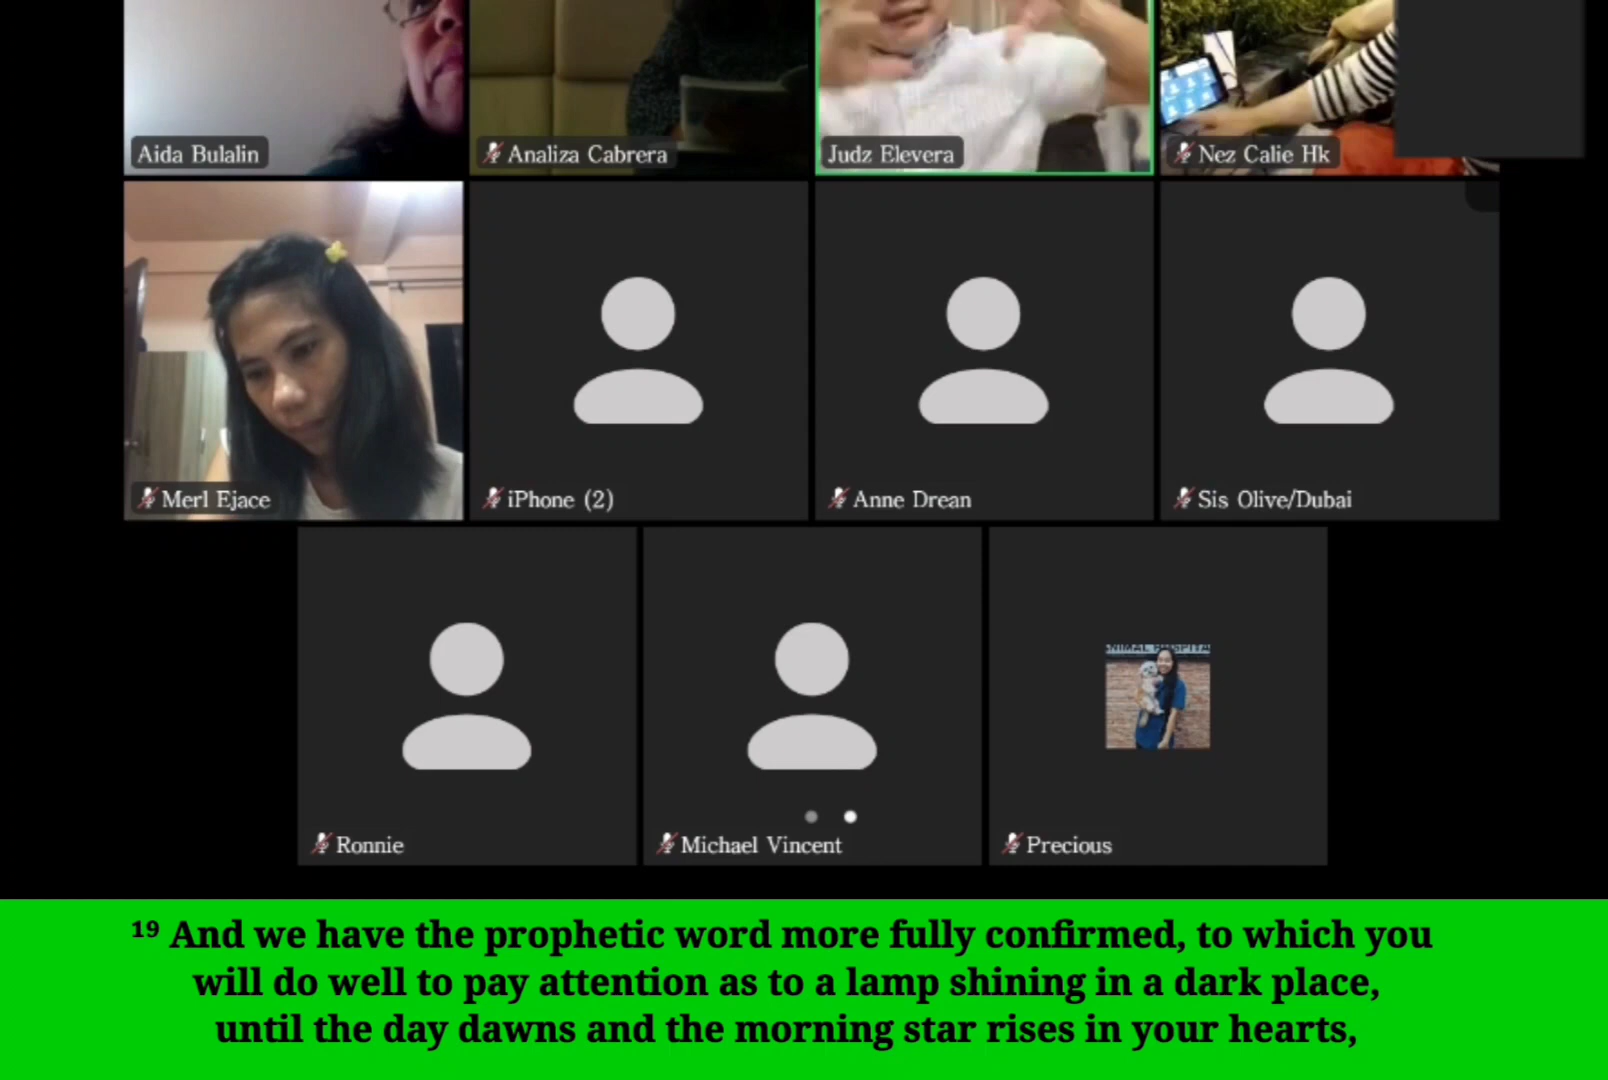 Aida Bulalin
Analiza Cabrera
Judz Elevera
Nez Calie Hk
Merl Ejace
iPhone (2)
Anne Drean
Sis Olive/Dubai
Ronnie
Michael Vincent
Precious
19 And we have the prophetic word more fully confirmed, to which you
will do well to pay attention as to a lamp shining in a dark place,
until the day dawns and the morning star rises in your hearts,